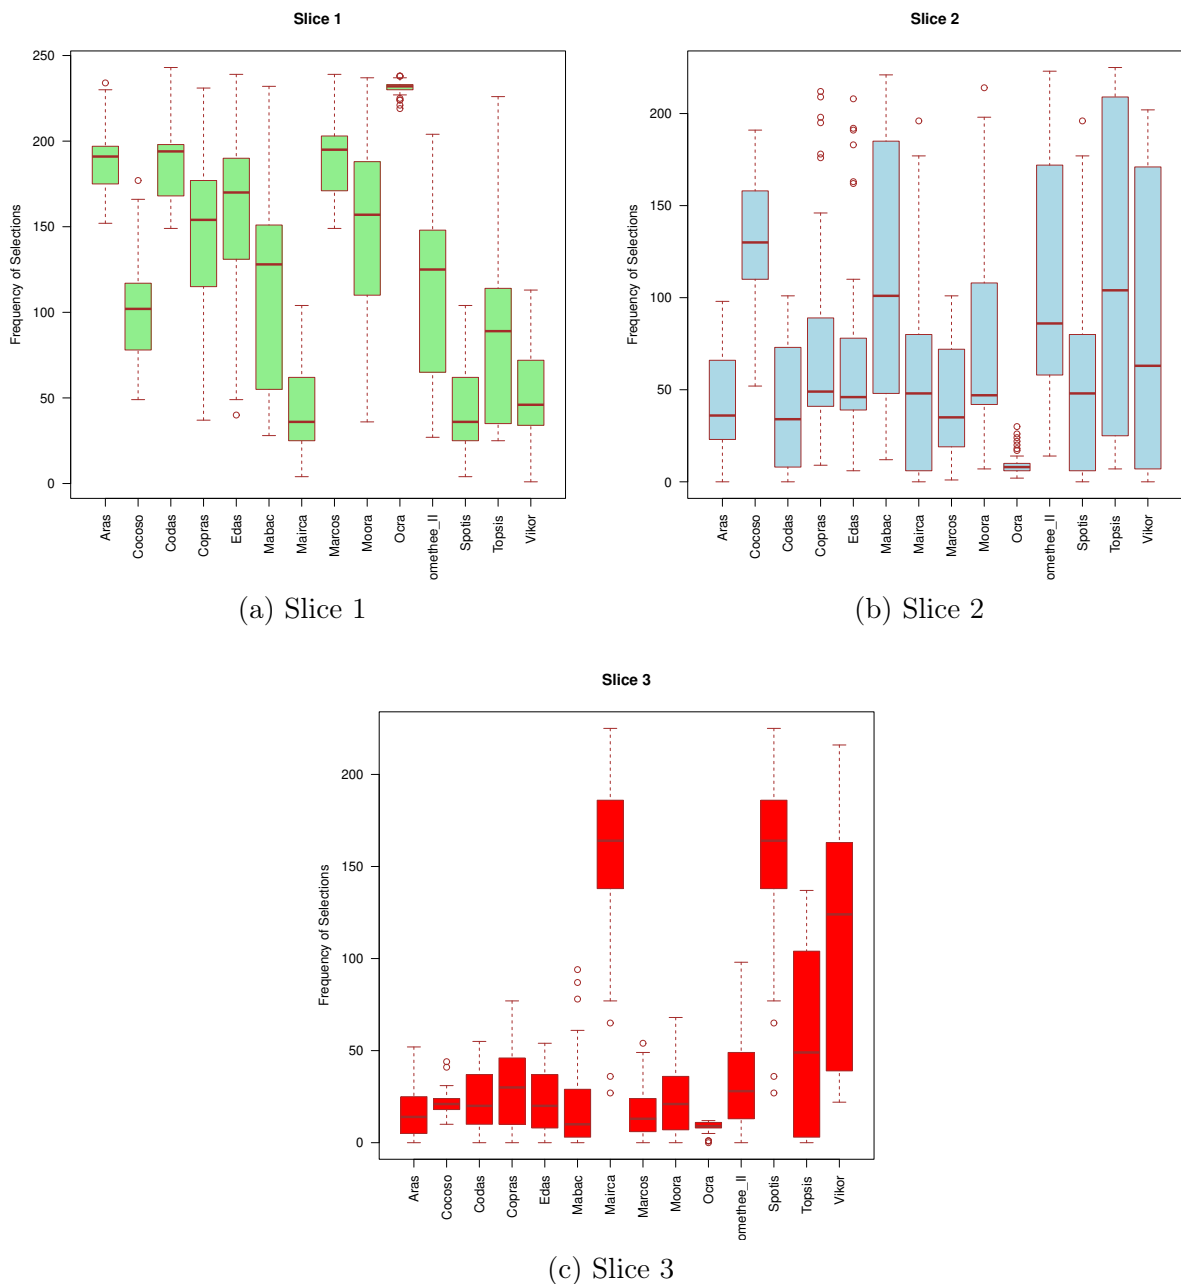 Slice 1
Frequency of Selections
250
200
150
100
50
0
Aras
Cocoso
Codas
Copras
Edas
Mabac
Mairca
Marcos
Moora
Ocra
omethee_II
Spotis
Topsis
Vikor
(a) Slice 1
Slice 2
Frequency of Selections
200
150
100
50
0
Aras
Cocoso
Codas
Copras
Edas
Mabac
Mairca
Marcos
Moora
Ocra
omethee_II
Spotis
Topsis
Vikor
(b) Slice 2
Slice 3
Frequency of Selections
200
150
100
50
0
Aras
Cocoso
Codas
Copras
Edas
Mabac
Mairca
Marcos
Moora
Ocra
omethee_II
Spotis
Topsis
Vikor
(c) Slice 3